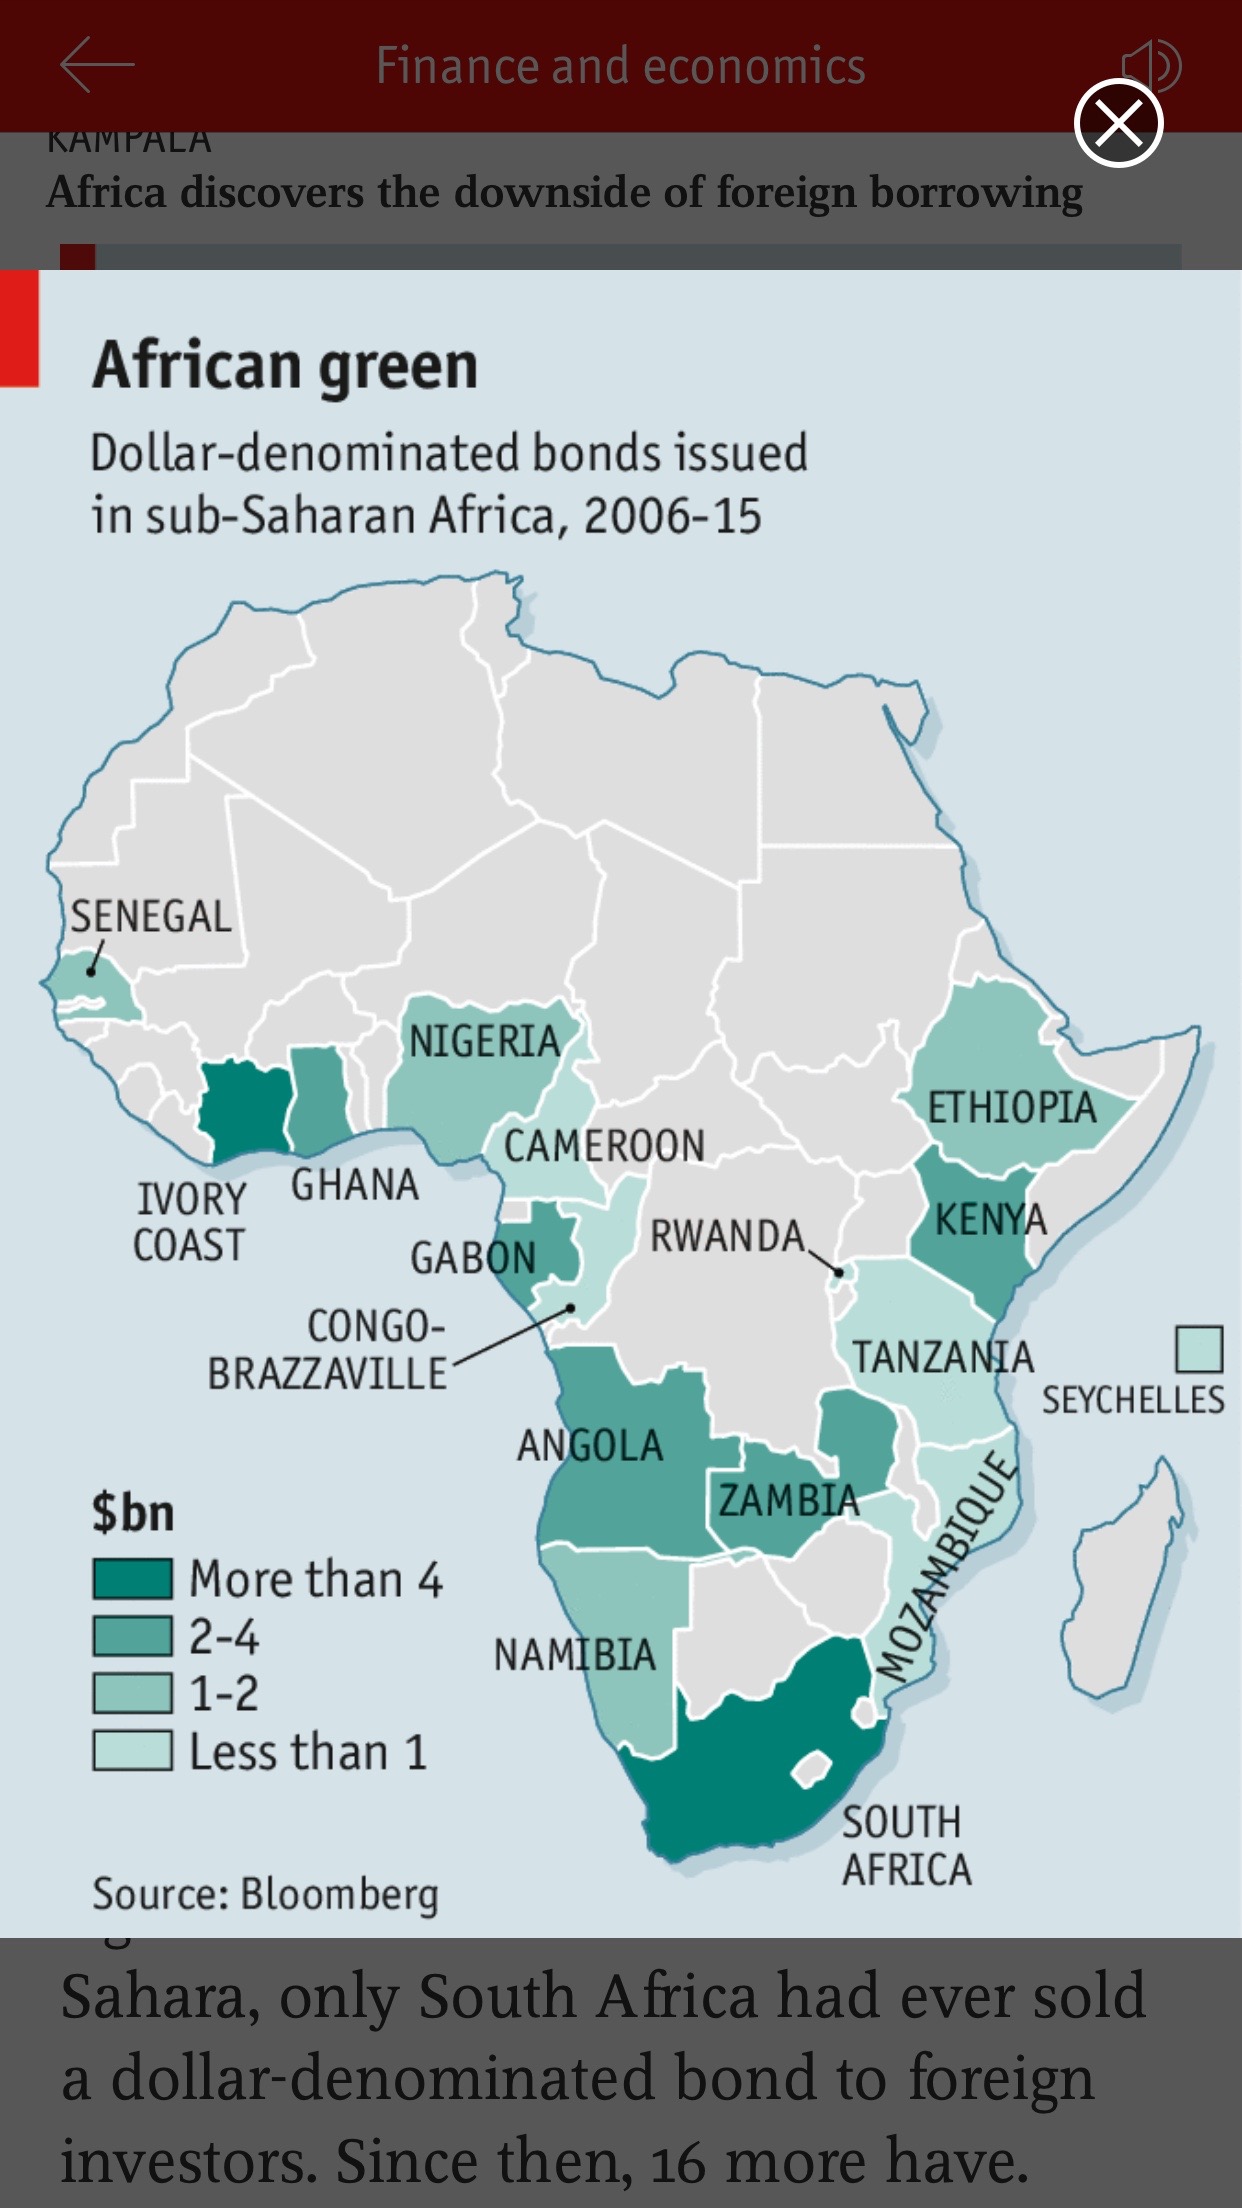 Finance and economics
KAMPALA
Africa discovers the downside of foreign borrowing
African green
Dollar-denominated bonds issued
in sub-Saharan Africa, 2006-15
SENEGAL
NIGERIA
ETHIOPIA
CAMEROON
IVORY
COAST
GHANA
KENYA
RWANDA
GABON
CONGO-
BRAZZAVILLE
TANZANIA
SEYCHELLES
ANGOLA
ZAMBIA
MOZAMBIQUE
NAMIBIA
SOUTH
AFRICA
$bn
More than 4
2-4
1-2
Less than 1
Source: Bloomberg
Sahara, only South Africa had ever sold
a dollar-denominated bond to foreign
investors. Since then, 16 more have.